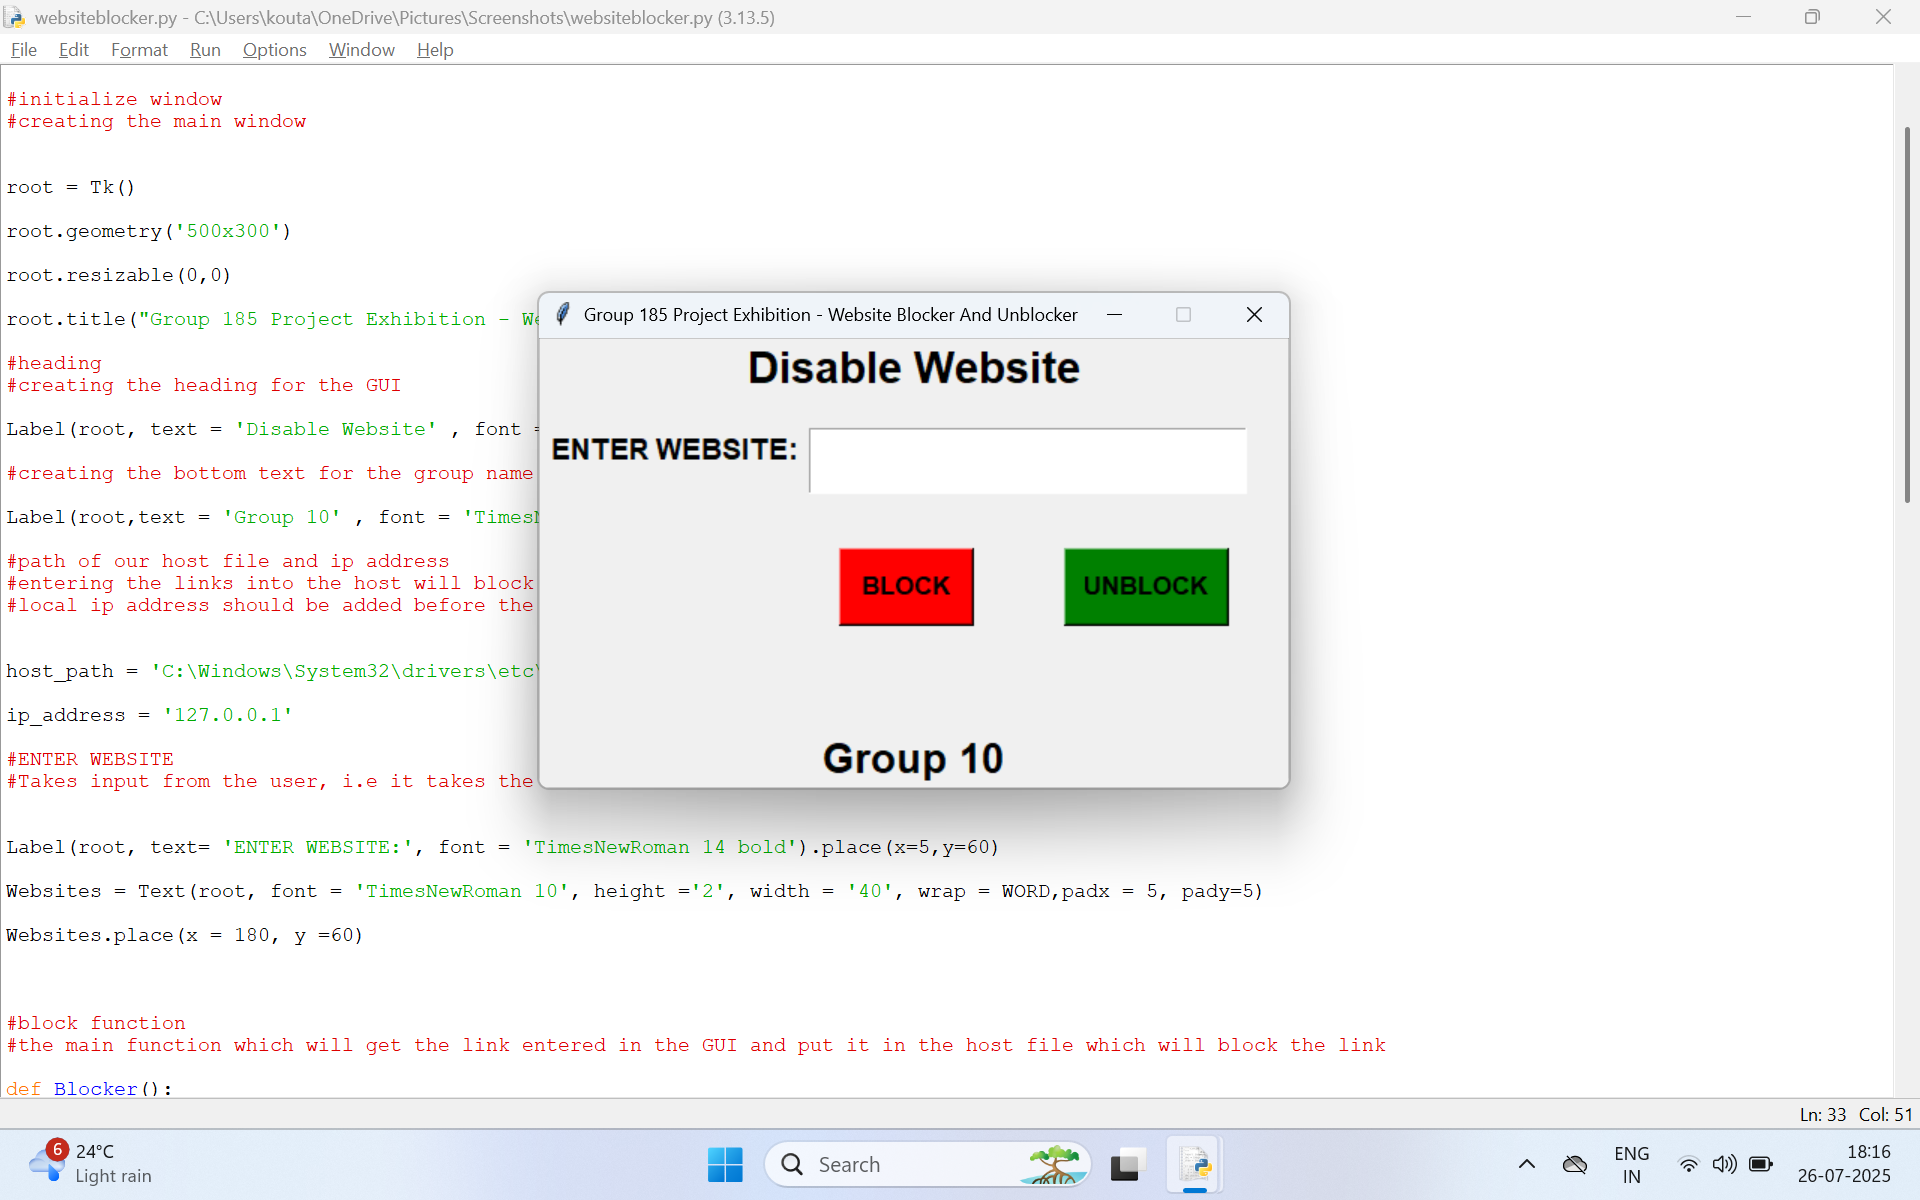 websiteblocker.py - C:\Users\kouta\OneDrive\Pictures\Screenshots\websiteblocker.py (3.13.5)
File Edit Format Run Options Window Help
#initialize window
#creating the main window
root = Tk()
root.geometry('500x300')
root.resizable(0,0)
root.title("Group 185 Project Exhibition - We
#heading
#creating the heading for the GUI
Label(root, text = 'Disable Website' , font =
#creating the bottom text for the group name
Label(root,text = 'Group 10' , font = 'TimesN
#path of our host file and ip address
#entering the links into the host will block
#local ip address should be added before the
host_path = 'C:\Windows\System32\drivers\etc\
ip_address = '127.0.0.1'
#ENTER WEBSITE
#Takes input from the user, i.e it takes the
Label(root, text= 'ENTER WEBSITE:', font = 'TimesNewRoman 14 bold').place(x=5,y=60)
Websites = Text(root, font = 'TimesNewRoman 10', height ='2', width = '40', wrap = WORD,padx = 5, pady=5)
Websites.place(x = 180, y =60)
#block function
#the main function which will get the link entered in the GUI and put it in the host file which will block the link
def Blocker():
Group 185 Project Exhibition - Website Blocker And Unblocker
Disable Website
ENTER WEBSITE:
BLOCK UNBLOCK
Group 10
Ln: 33 Col: 51
6
24°C
Light rain
Search
ENG
IN
18:16
26-07-2025